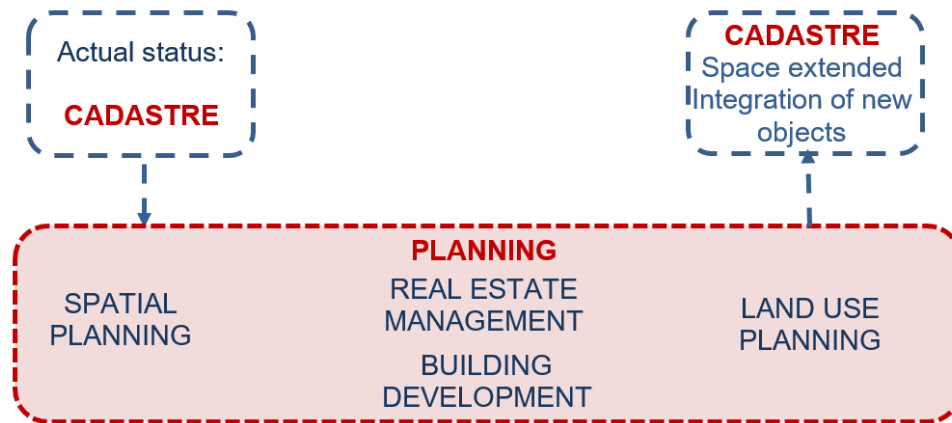 Actual status:
CADASTRE
CADASTRE
Space extended
Integration of new
objects
PLANNING
SPATIAL
PLANNING
REAL ESTATE
MANAGEMENT
BUILDING
DEVELOPMENT
LAND USE
PLANNING